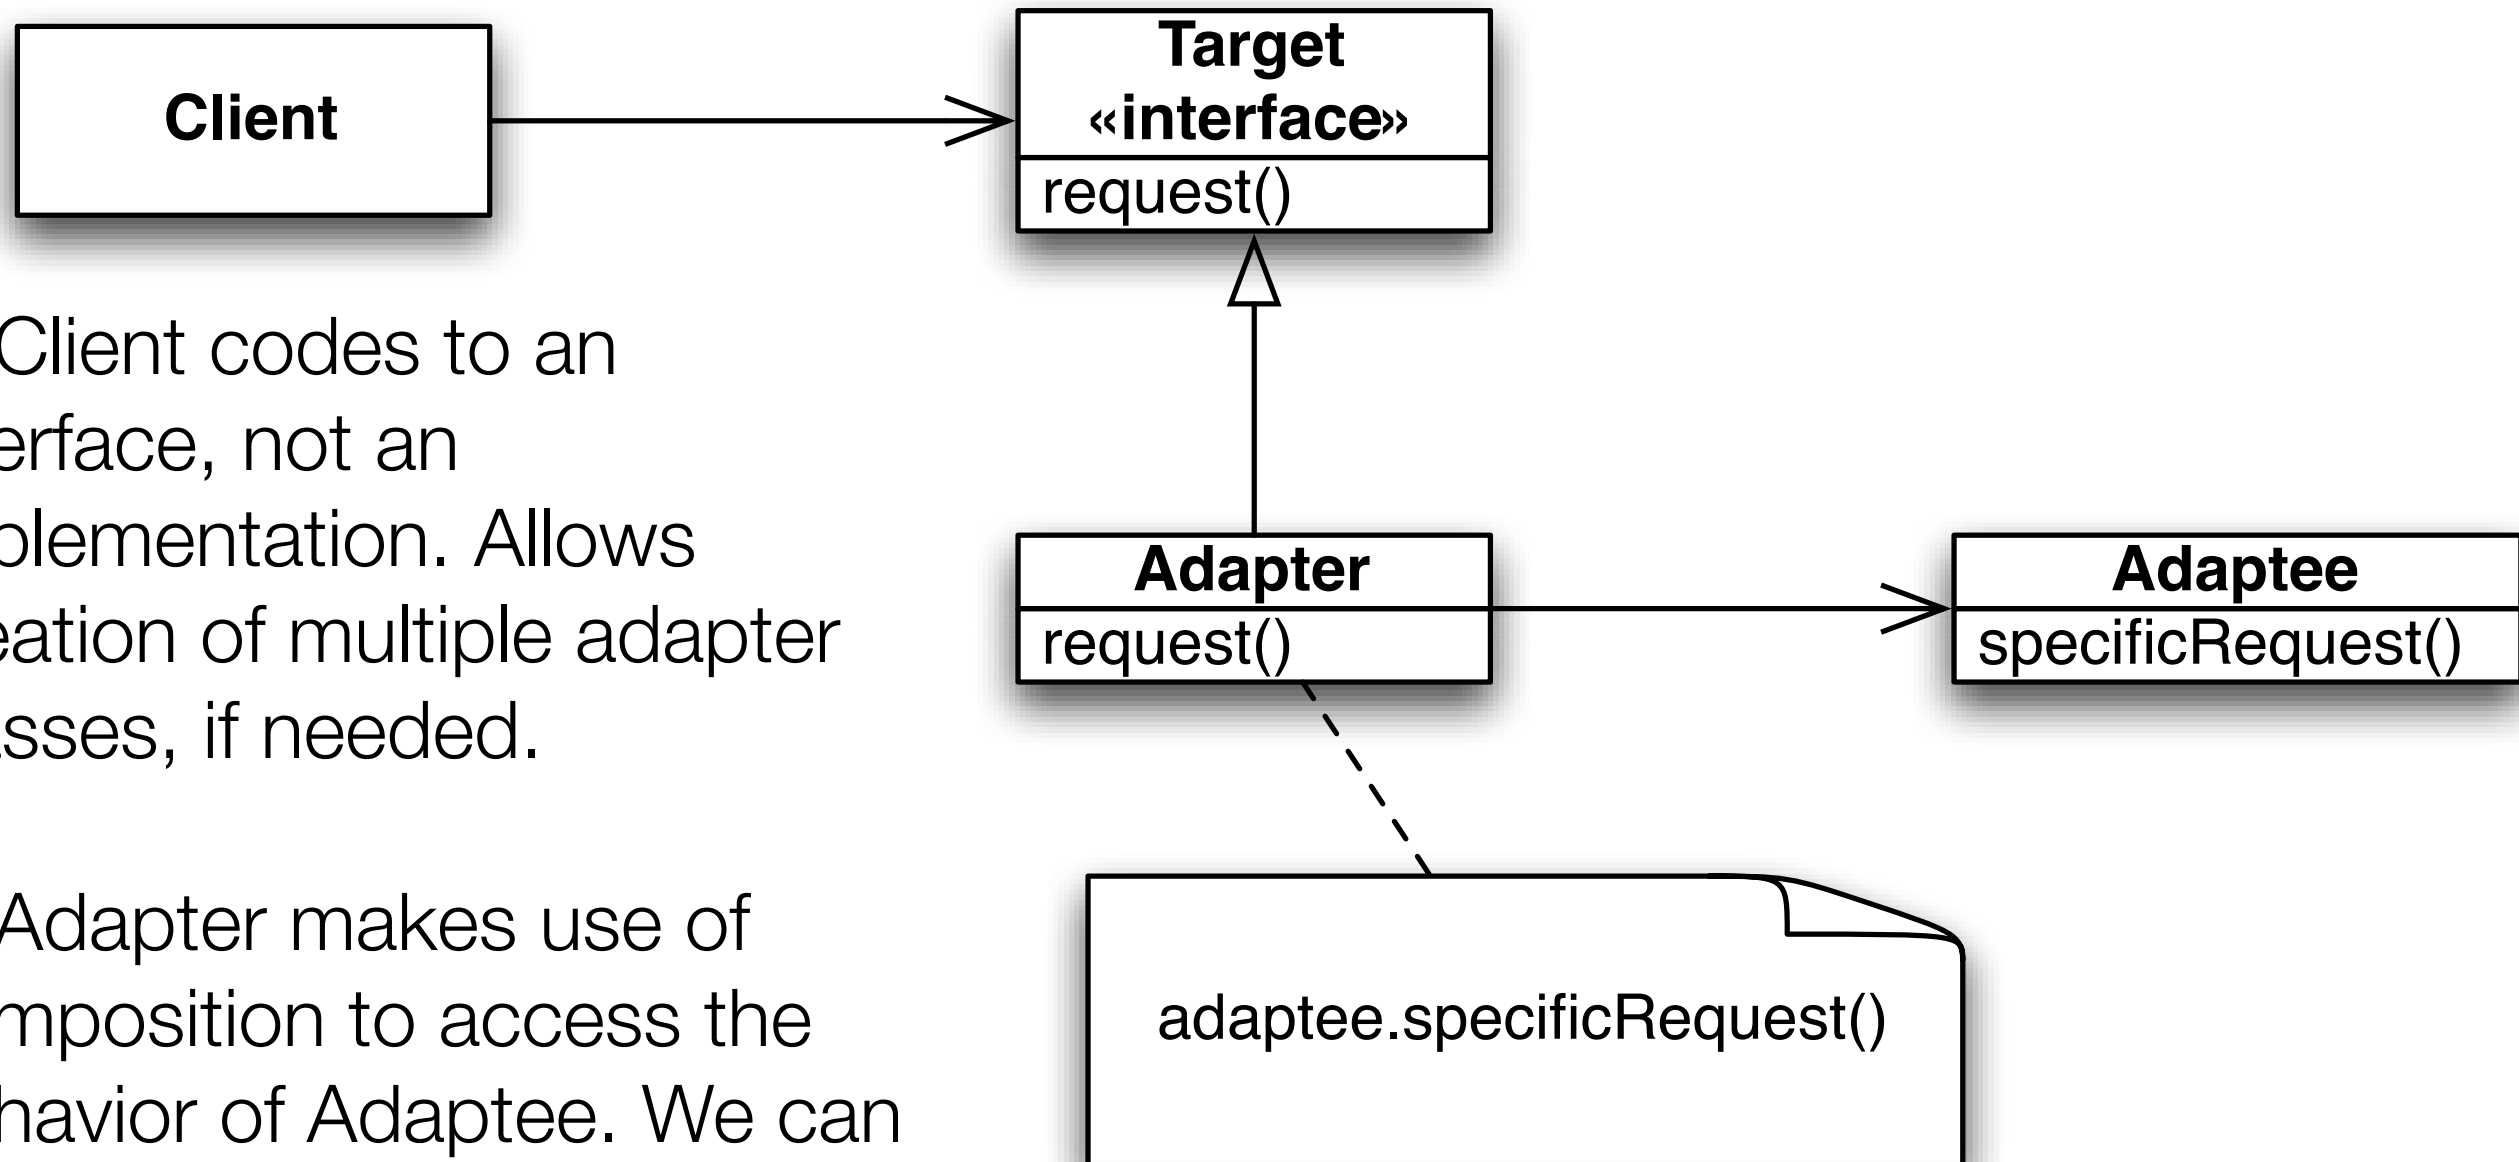 Client
Target
«interface»
request()
Client codes to an
erface, not an
plementation. Allows
eation of multiple adapter
asses, if needed.
Adapter
request()
Adaptee
specificRequest()
Adapter makes use of
mposition to access the
havior of Adaptee. We can
adaptee.specificRequest()